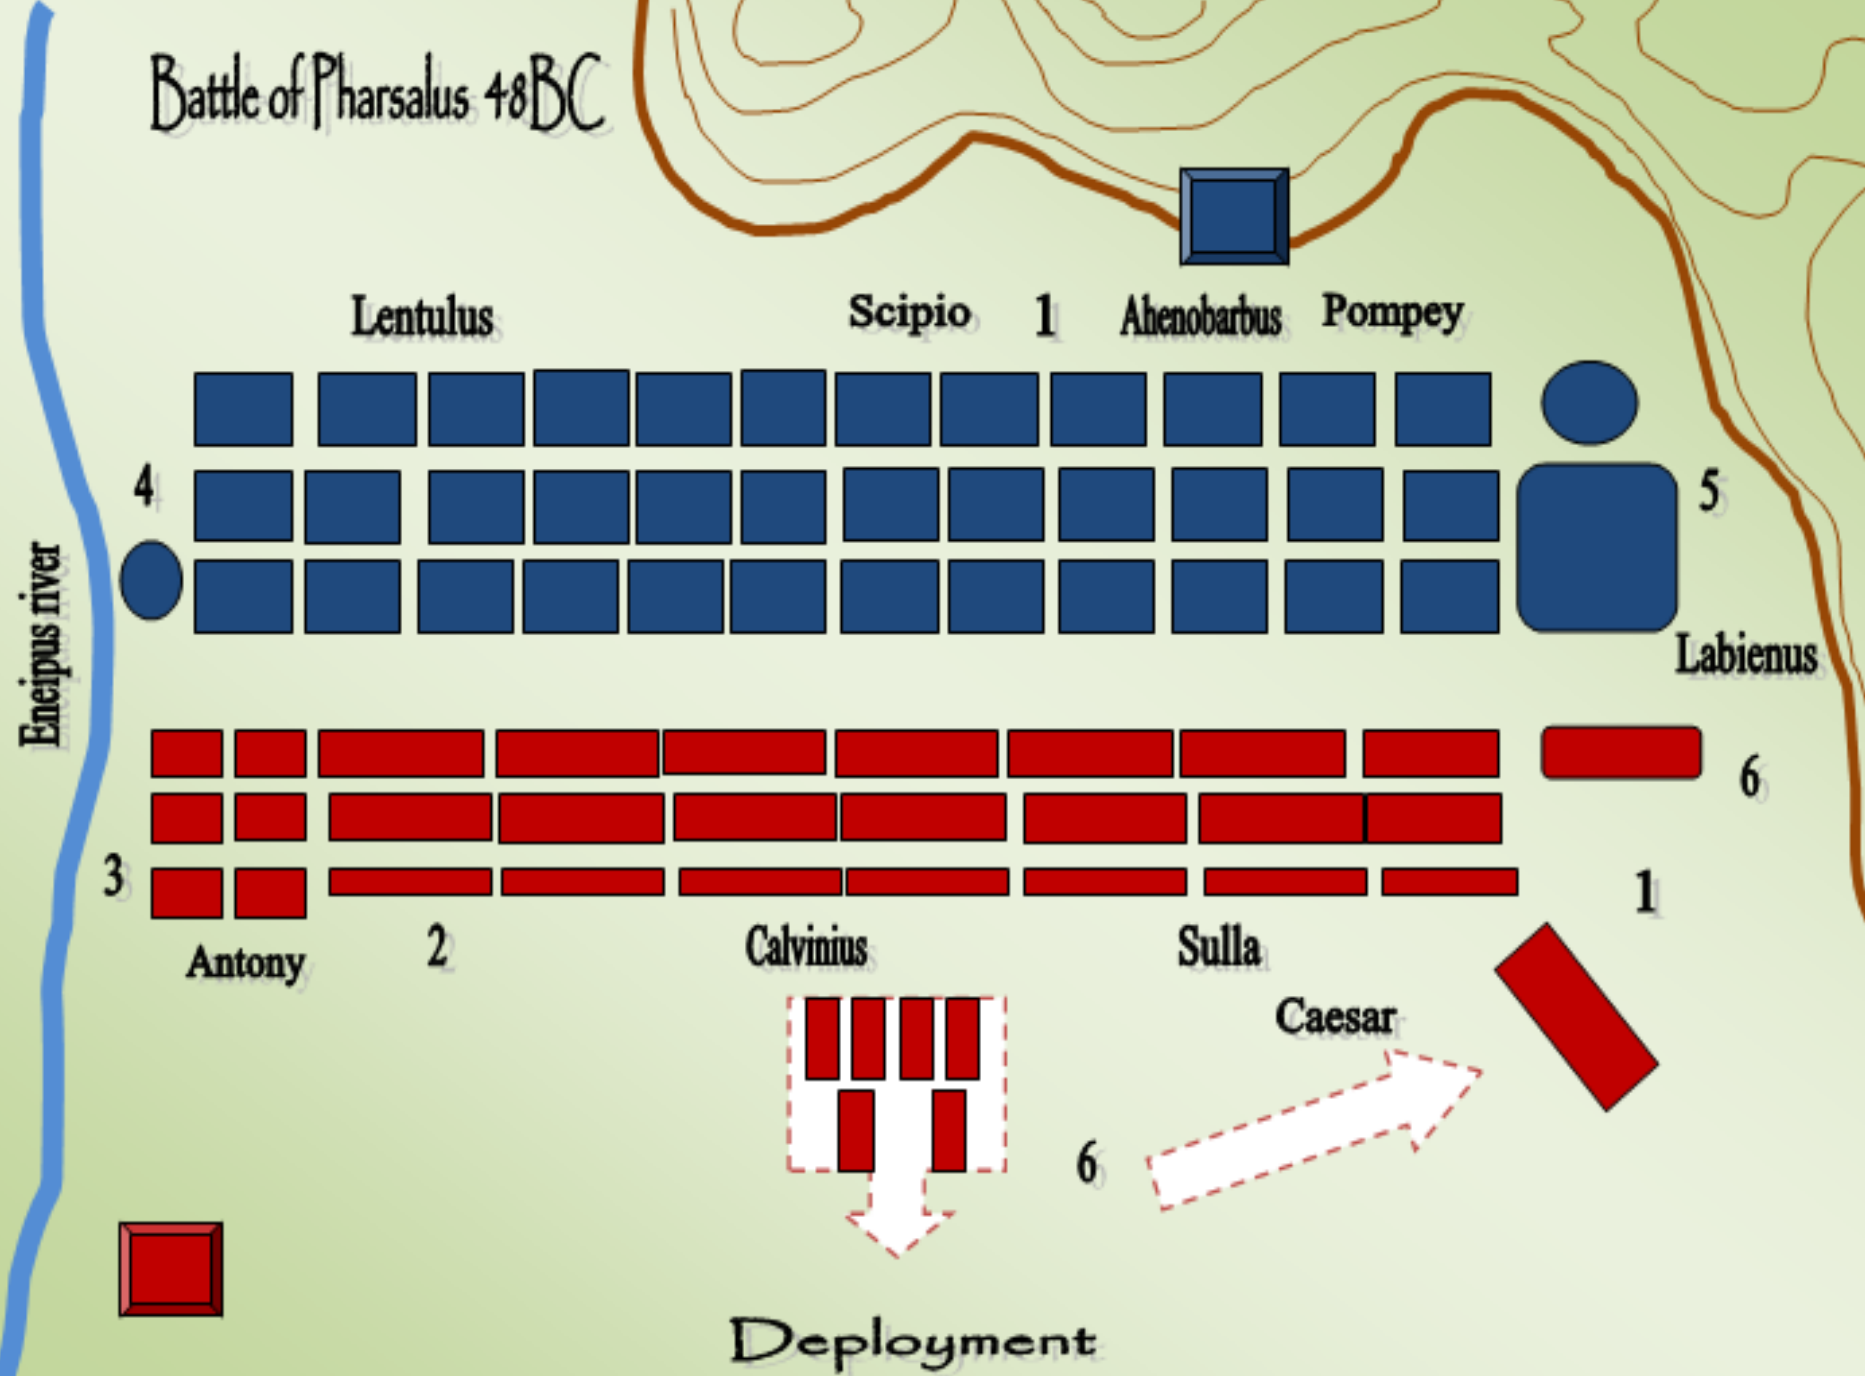 Battle of Pharsalus 48BC
Lentulus
Scipio
1
Ahenobarbus
Pompey
4
5
Eneipus river
Labienus
6
3
1
Antony
2
Calvinius
Sulla
Caesar
6
Deployment